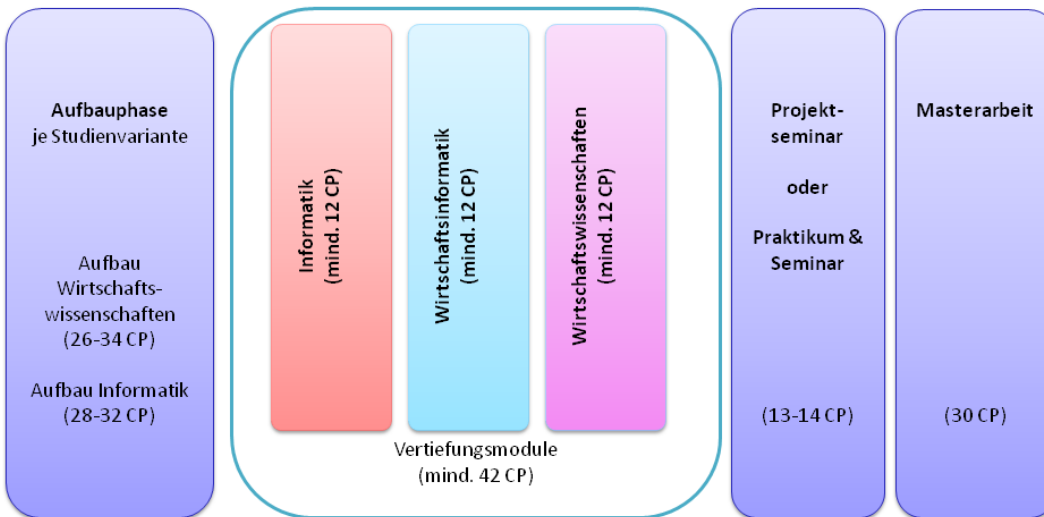 Aufbauphase
je Studienvariante
Aufbau
Wirtschafts-
wissenschaften
(26-34 CP)
Aufbau Informatik
(28-32 CP)
Informatik
(mind. 12 CP)
Wirtschaftsinformatik
(mind. 12 CP)
Wirtschaftswissenschaften
(mind. 12 CP)
Vertiefungsmodule
(mind. 42 CP)
Projekt-
seminar
oder
Praktikum &
Seminar
(13-14 CP)
Masterarbeit
(30 CP)